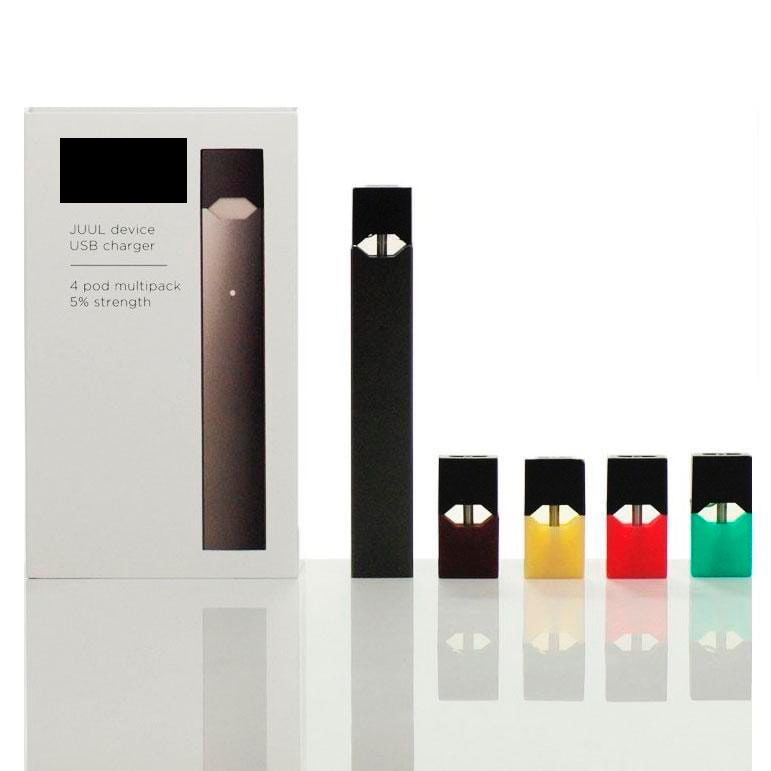 JUUL device
USB charger
4 pod multipack
5% strength